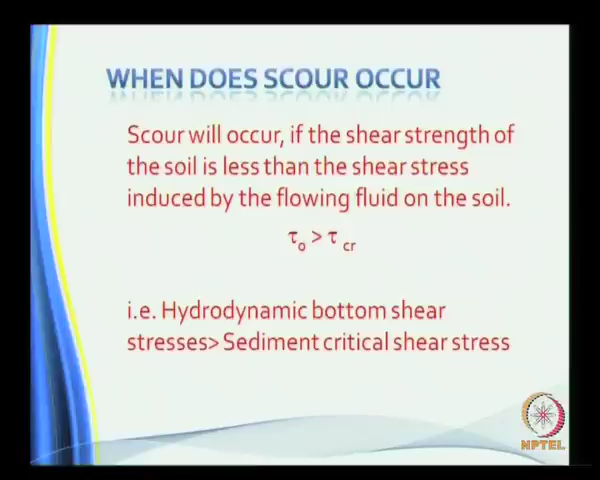 WHEN DOES SCOUR OCCUR
Scour will occur, if the shear strength of
the soil is less than the shear stress
induced by the flowing fluid on the soil.
τo > τ cr
i.e. Hydrodynamic bottom shear
stresses> Sediment critical shear stress
NPTEL